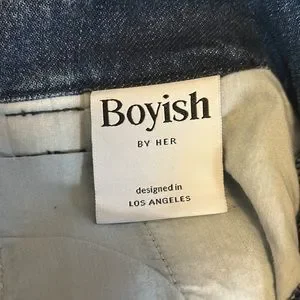 Boyish
BY HER
designed in
LOS ANGELES